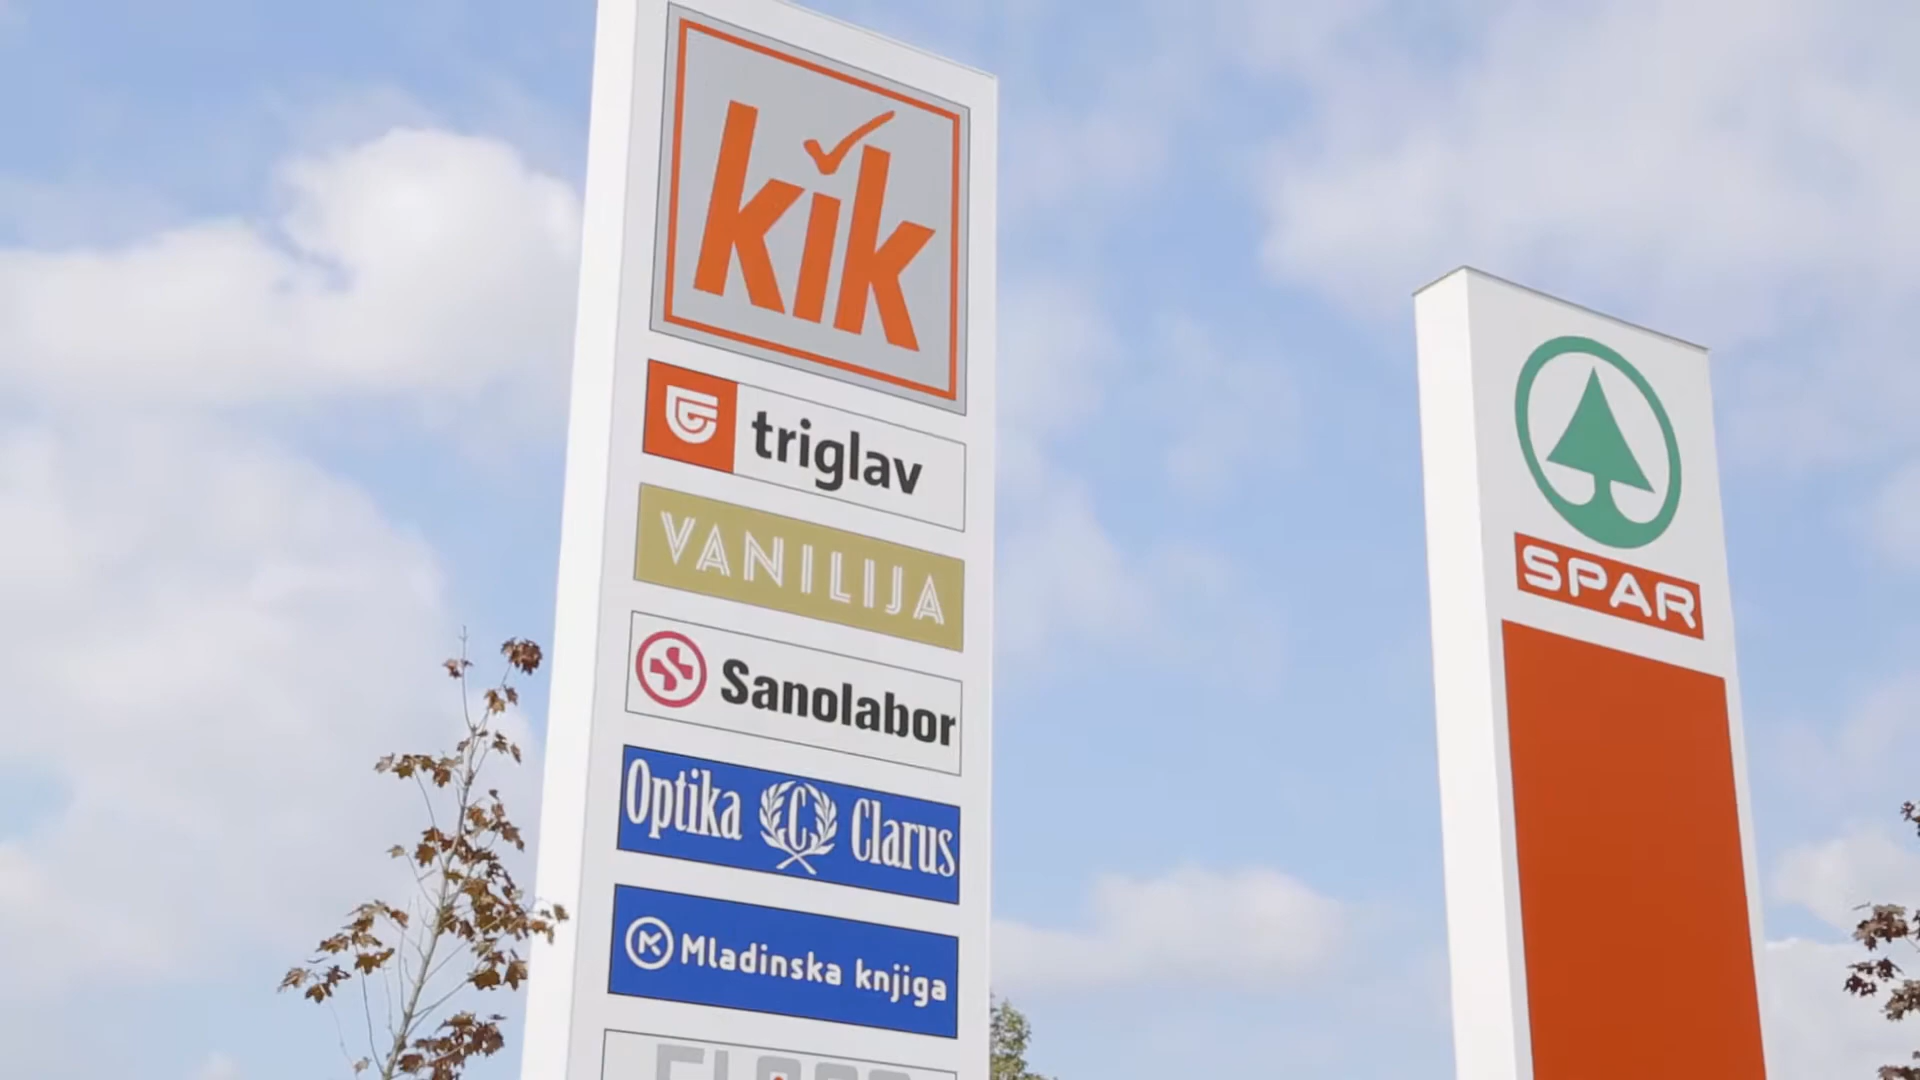 kik
triglav
VANILIJA
Sanolabor
Optika C Clarus
Mladinska knjiga
SPAR